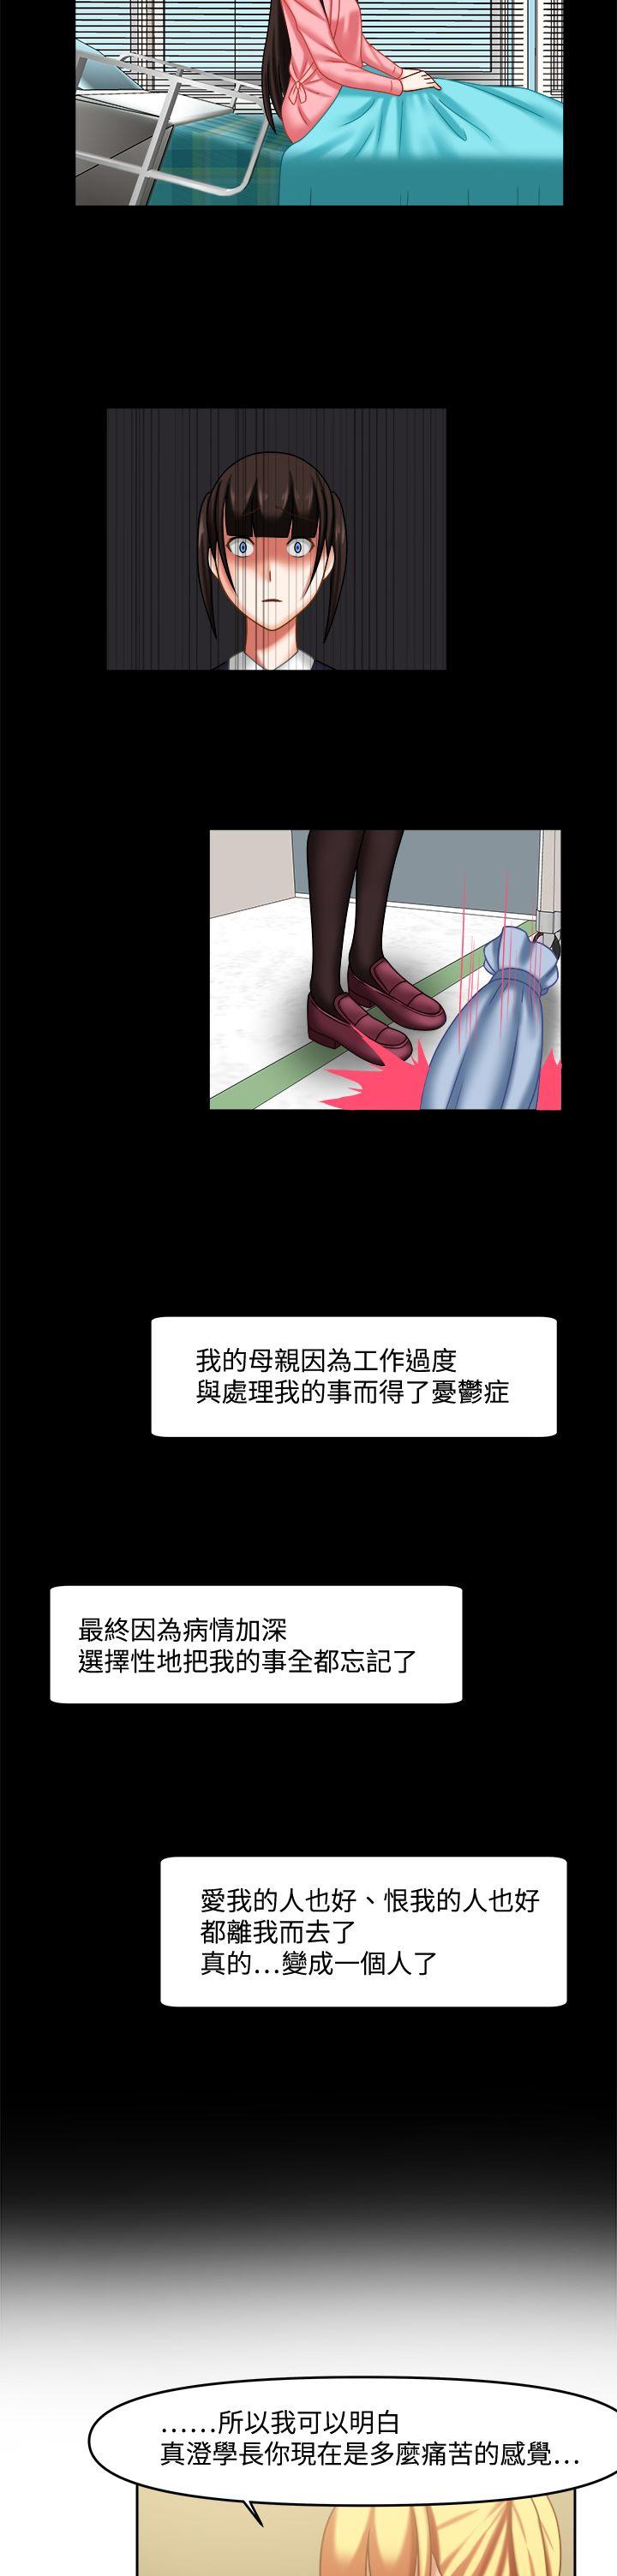 我的母親因為工作過度
與處理我的事而得了憂鬱症
最終因為病情加深
選擇性地把我的事全都忘記了
愛我的人也好、恨我的人也好
都離我而去了
真的...變成一個人了
......所以我可以明白
真澄學長你現在是多麼痛苦的感覺...